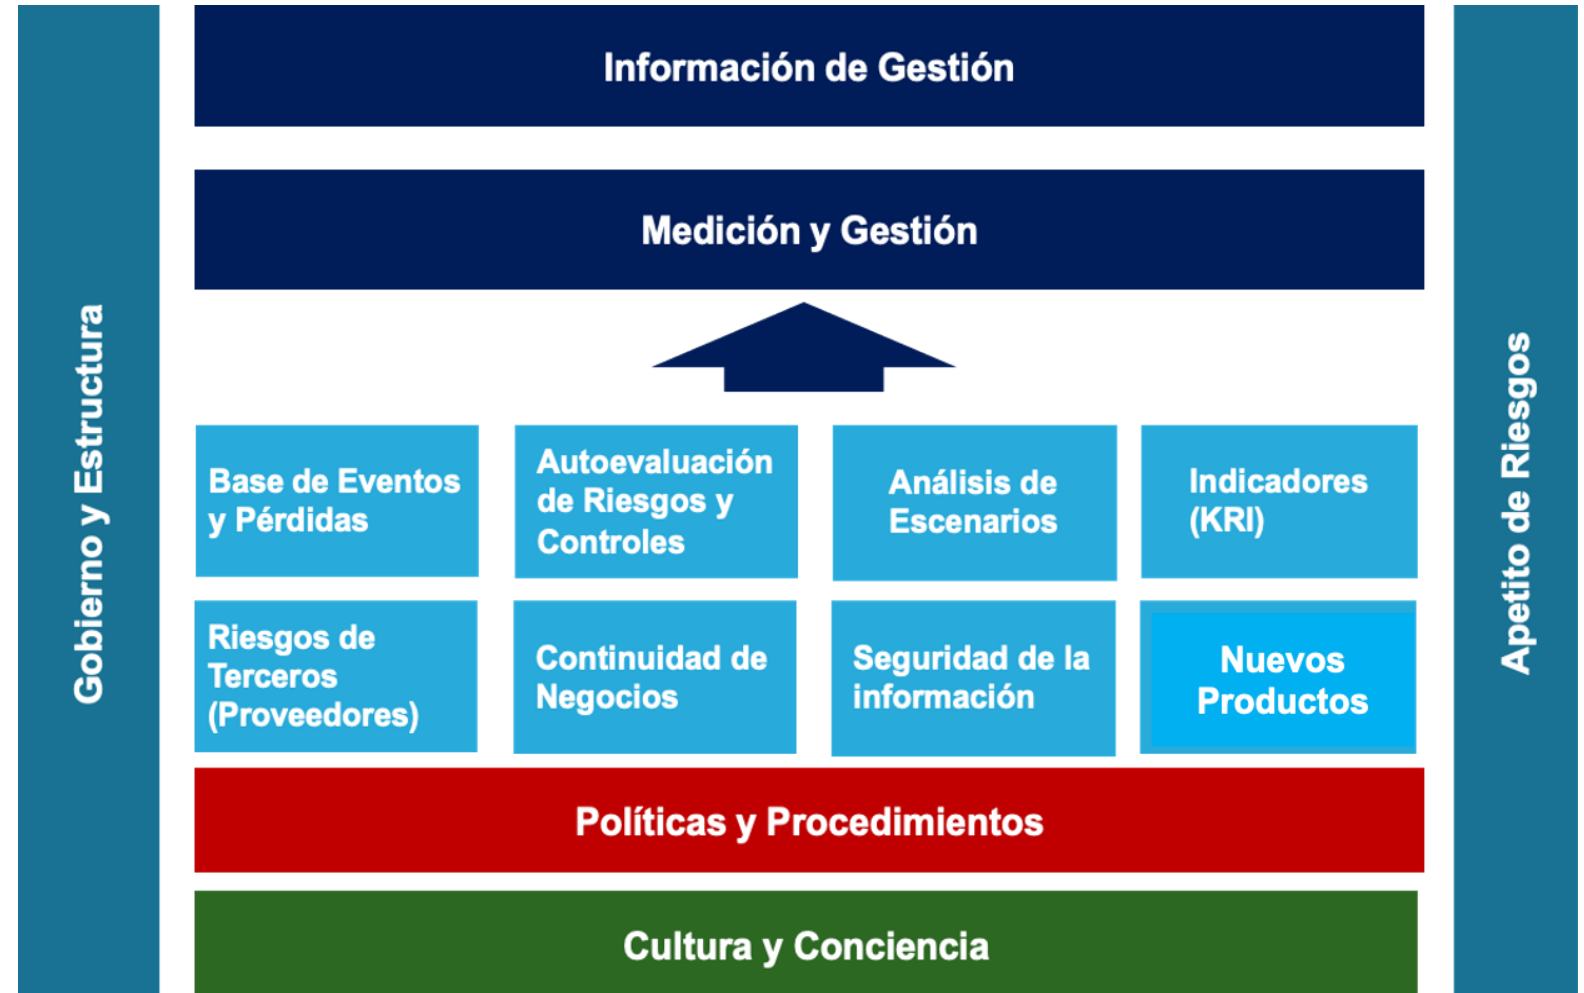 Información de Gestión
Medición y Gestión
Gobierno y Estructura
Apetito de Riesgos
Base de Eventos
y Pérdidas
Autoevaluación
de Riesgos y
Controles
Análisis de
Escenarios
Indicadores
(KRI)
Riesgos de
Terceros
(Proveedores)
Continuidad de
Negocios
Seguridad de la
información
Nuevos
Productos
Políticas y Procedimientos
Cultura y Conciencia